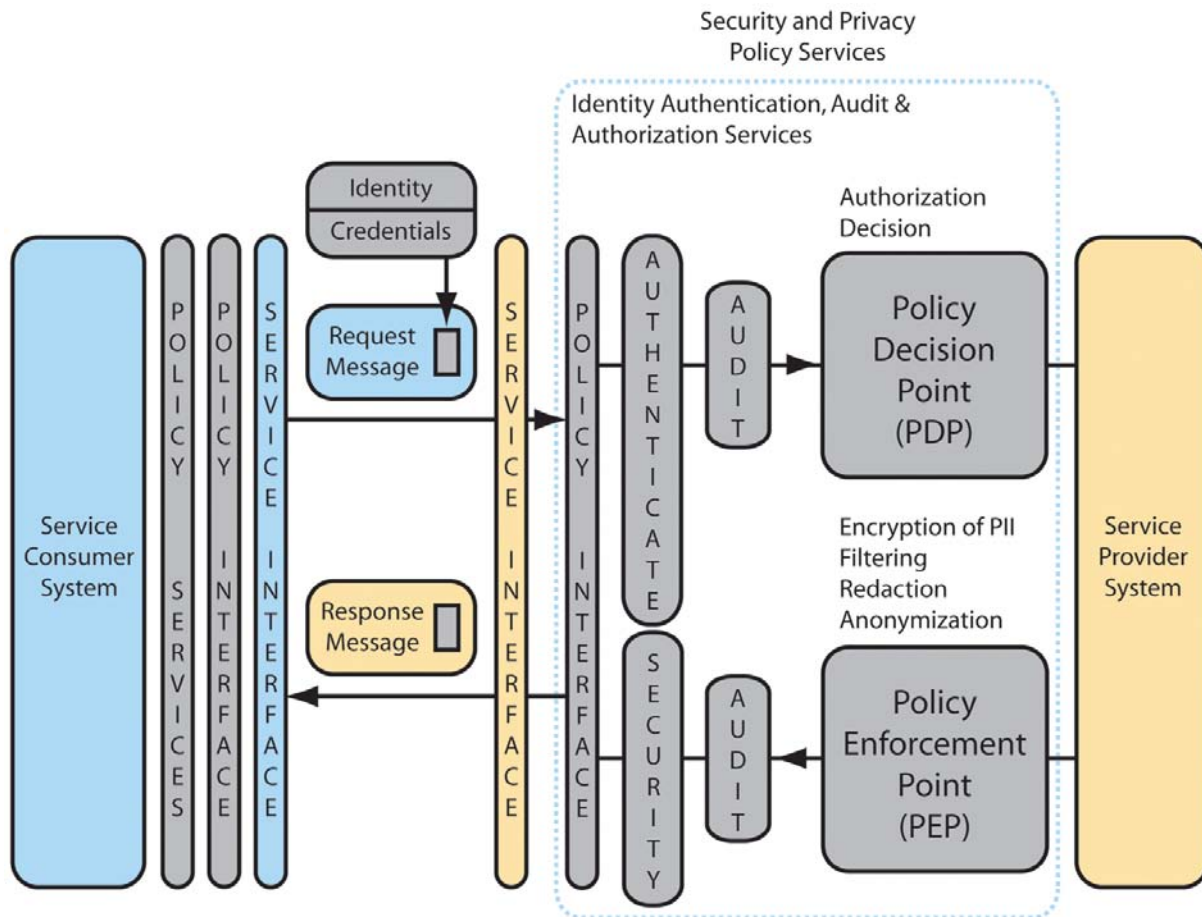 Security and Privacy
Policy Services
Identity Authentication, Audit &
Authorization Services
Identity
Credentials
Authorization
Decision
Service
Consumer
System
POLICY SERVICES
POLICY INTERFACE
SERVICE INTERFACE
Request
Message
Response
Message
SERVICE INTERFACE
POLICY INTERFACE
AUTHENTICATE
AUDIT
Policy
Decision
Point
(PDP)
Encryption of PII
Filtering
Redaction
Anonymization
SECURITY
AUDIT
Policy
Enforcement
Point
(PEP)
Service
Provider
System